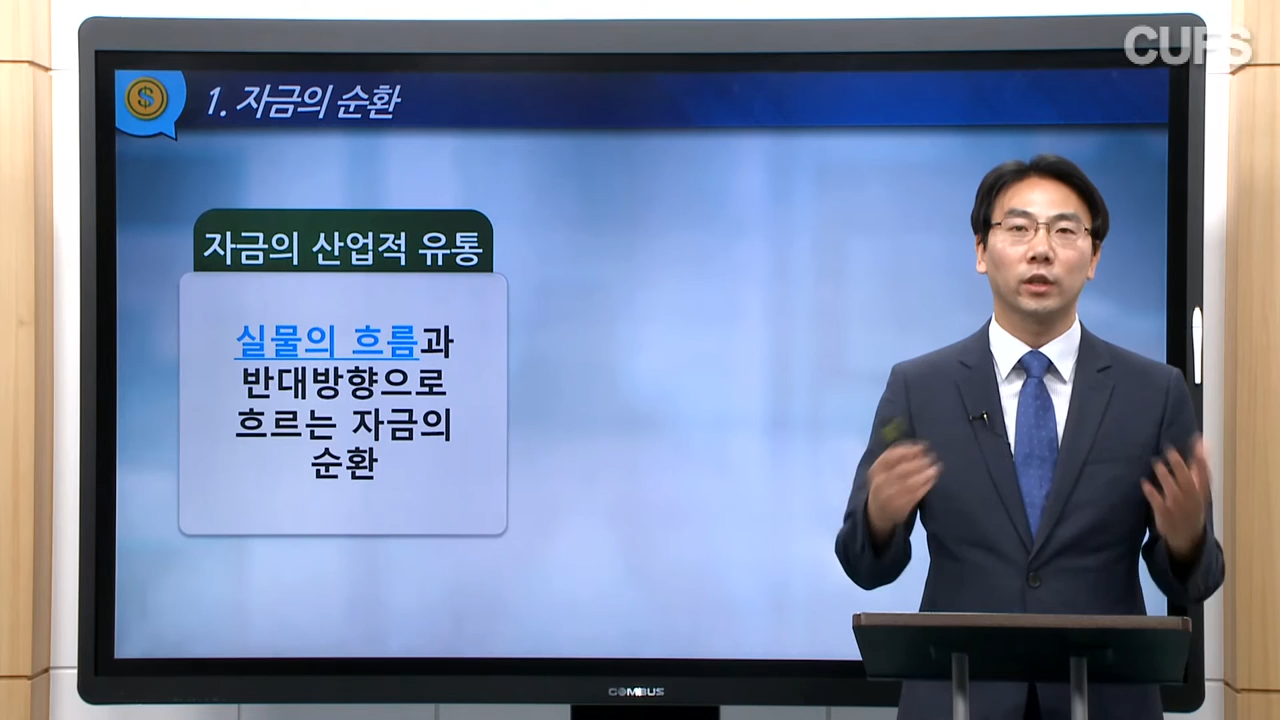 CUFS
1. 자금의 순환
자금의 산업적 유통
실물의 흐름과
반대방향으로
흐르는 자금의
순환
COMBUS